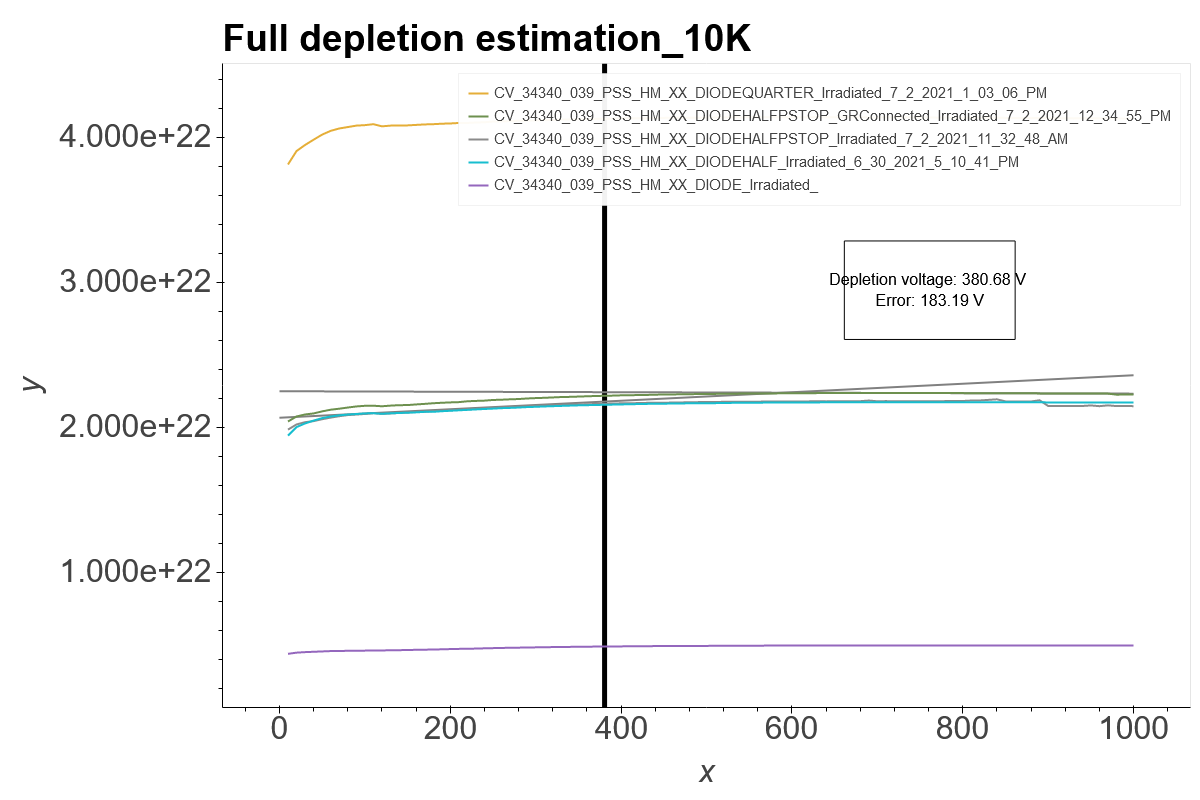 Full depletion estimation_10K
CV_34340_039_PSS_HM_XX_DIODEQUARTER_Irradiated_7_2_2021_1_03_06_PM
CV_34340_039_PSS_HM_XX_DIODEHALFPSTOP_GRConnected_Irradiated_7_2_2021_12_34_55_PM
CV_34340_039_PSS_HM_XX_DIODEHALFPSTOP_Irradiated_7_2_2021_11_32_48_AM
CV_34340_039_PSS_HM_XX_DIODEHALF_Irradiated_6_30_2021_5_10_41_PM
CV_34340_039_PSS_HM_XX_DIODE_Irradiated_
4.000e+22
3.000e+22
2.000e+22
1.000e+22
y
Depletion voltage: 380.68 V
Error: 183.19 V
0 200 400 600 800 1000
x